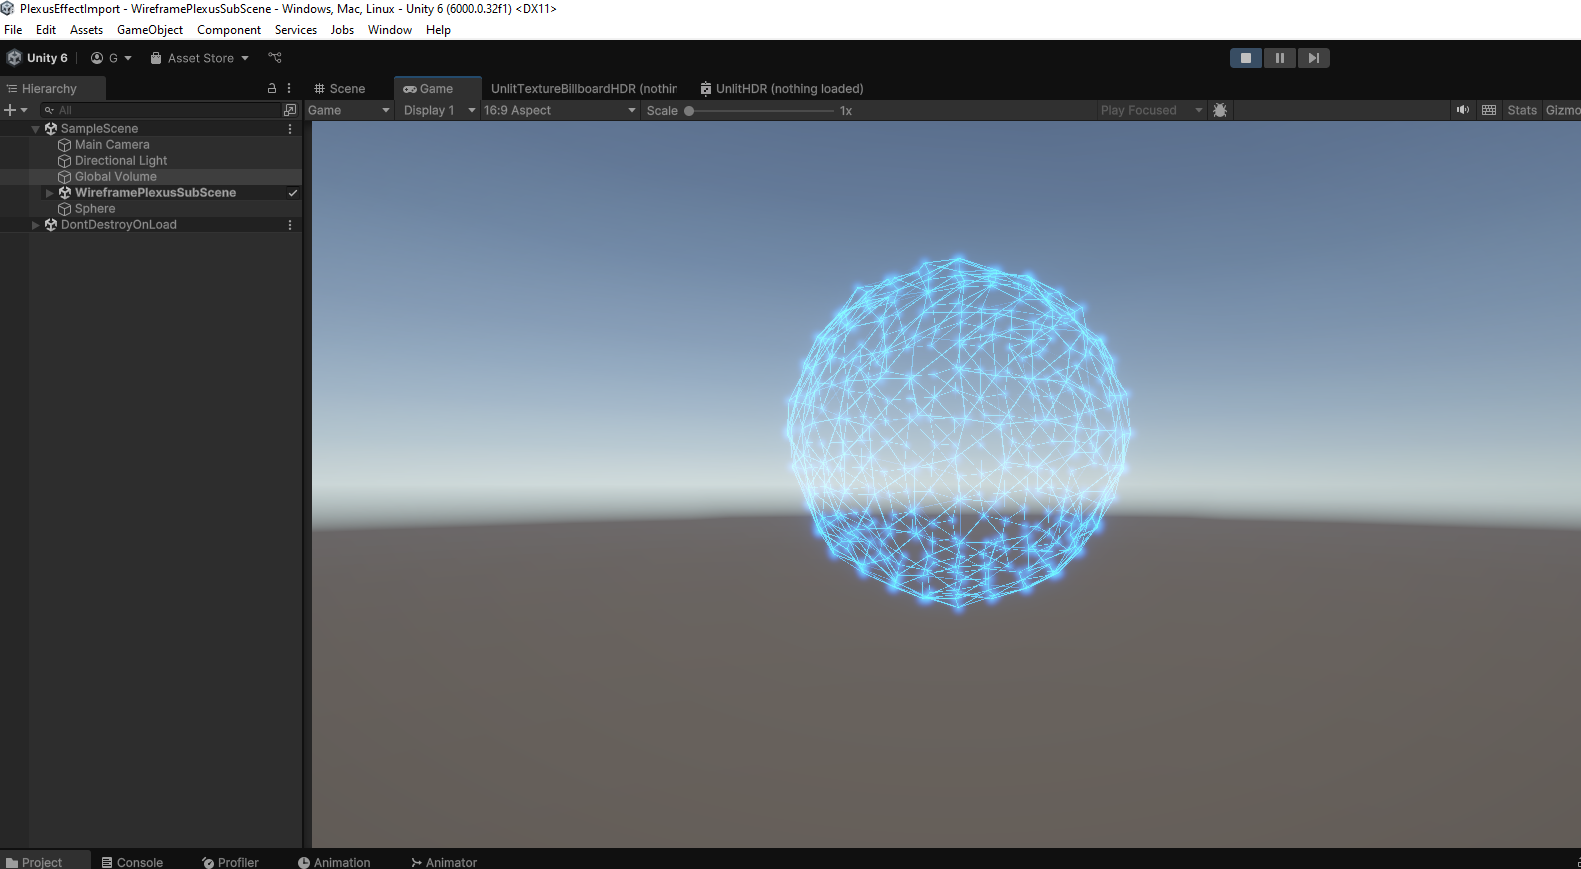 PlexusEffectImport - WireframePlexusSubScene - Windows, Mac, Linux - Unity 6 (6000.0.32f1) <DX11>
File Edit Assets GameObject Component Services Jobs Window Help
Unity 6 G Asset Store
Hierarchy
All
SampleScene
Main Camera
Directional Light
Global Volume
WireframePlexusSubScene
Sphere
DontDestroyOnLoad
Scene Game UnlitTextureBillboardHDR (nothin UnlitHDR (nothing loaded)
Game Display 1 16:9 Aspect Scale 1x Play Focused Stats Gizmo
Project Console Profiler Animation Animator